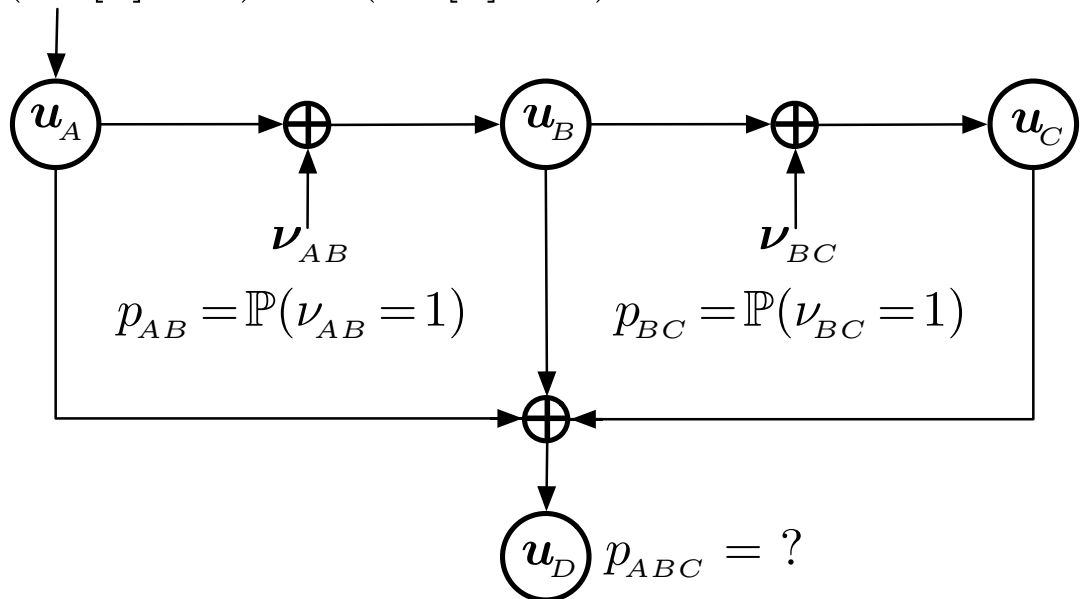 u_A
u_B
u_C
ν_AB
ν_BC
p_AB = ℙ(ν_AB = 1)
p_BC = ℙ(ν_BC = 1)
u_D
p_ABC = ?